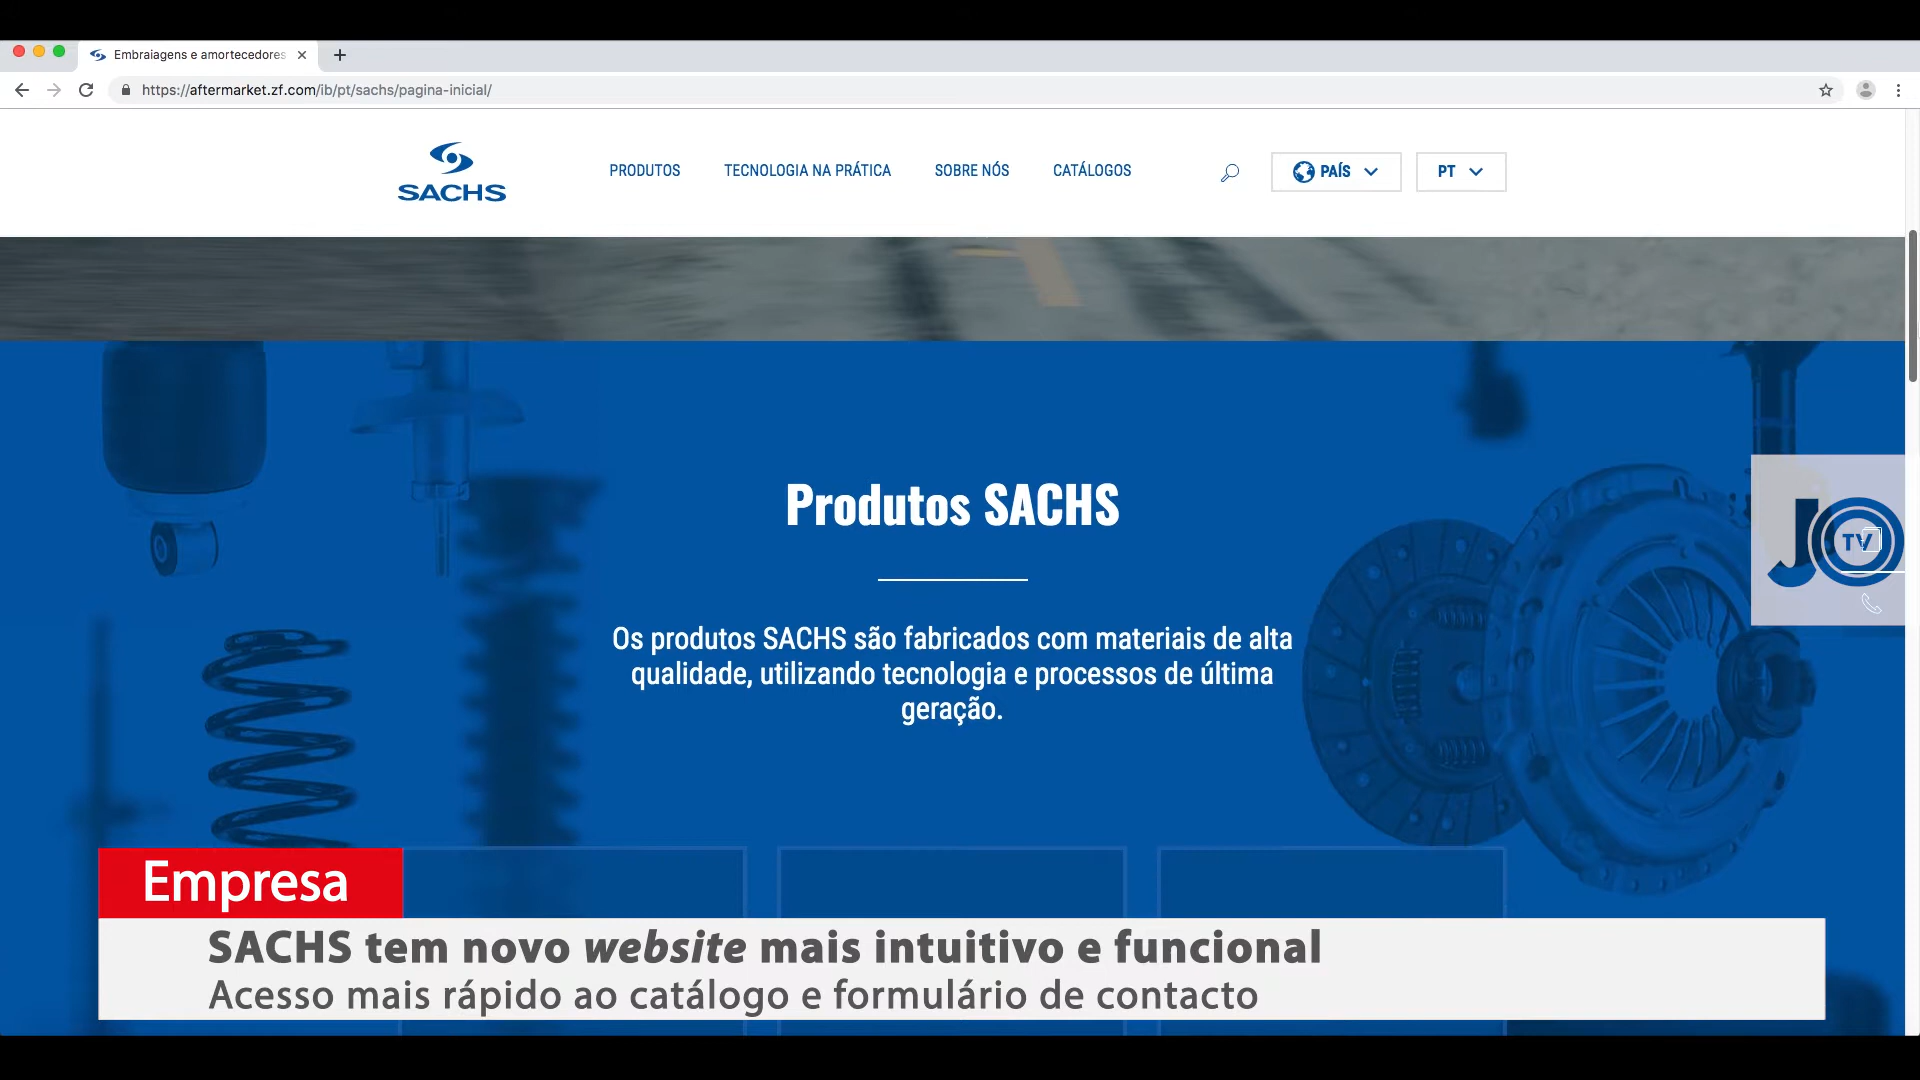 Embraiagens e amortecedores
https://aftermarket.zf.com/ib/pt/sachs/pagina-inicial/
SACHS
PRODUTOS
TECNOLOGIA NA PRÁTICA
SOBRE NÓS
CATÁLOGOS
PAÍS
PT
Produtos SACHS
Os produtos SACHS são fabricados com materiais de alta
qualidade, utilizando tecnologia e processos de última
geração.
JO
TV
Empresa
SACHS tem novo website mais intuitivo e funcional
Acesso mais rápido ao catálogo e formulário de contacto